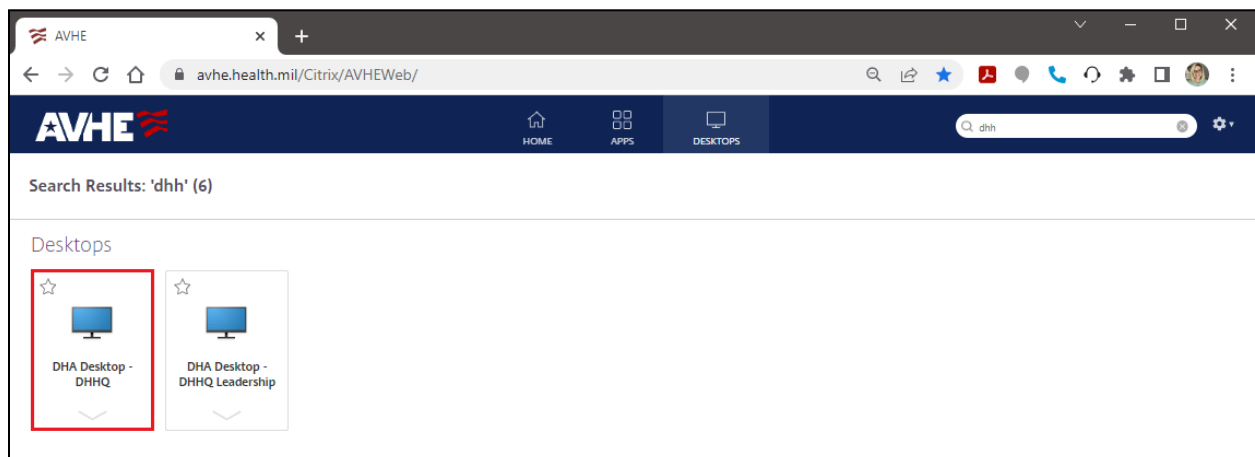 AVHE
avhe.health.mil/Citrix/AVHEWeb/
AVHE
HOME
APPS
DESKTOPS
dhh
Search Results: 'dhh' (6)
Desktops
DHA Desktop -
DHHQ
DHA Desktop -
DHHQ Leadership